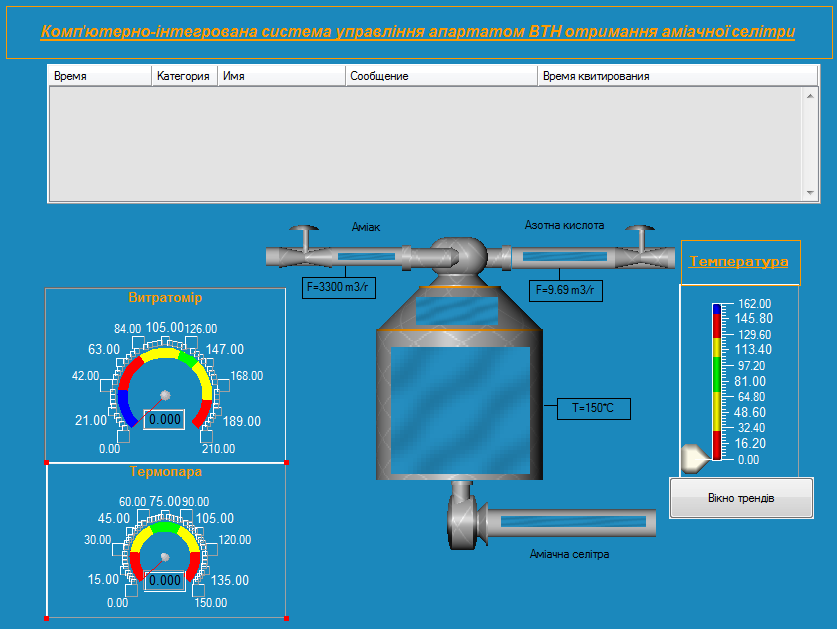 Комп'ютерно-інтегрована система управління апартатом ВТН отримання аміачної селітри
Время Категория Имя Сообщение Время квитирования
Аміак
Азотна кислота
F=3300 m3/г
F=9.69 m3/г
Температура
162.00
145.80
129.60
113.40
97.20
81.00
64.80
48.60
32.40
16.20
0.00
Вікно трендів
T=150°C
Аміачна селітра
Витратомір
84.00 105.00 126.00
63.00 147.00
42.00 168.00
21.00 189.00
0.000
0.00 210.00
Термопара
60.00 75.00 90.00
45.00 105.00
30.00 120.00
15.00 135.00
0.000
0.00 150.00